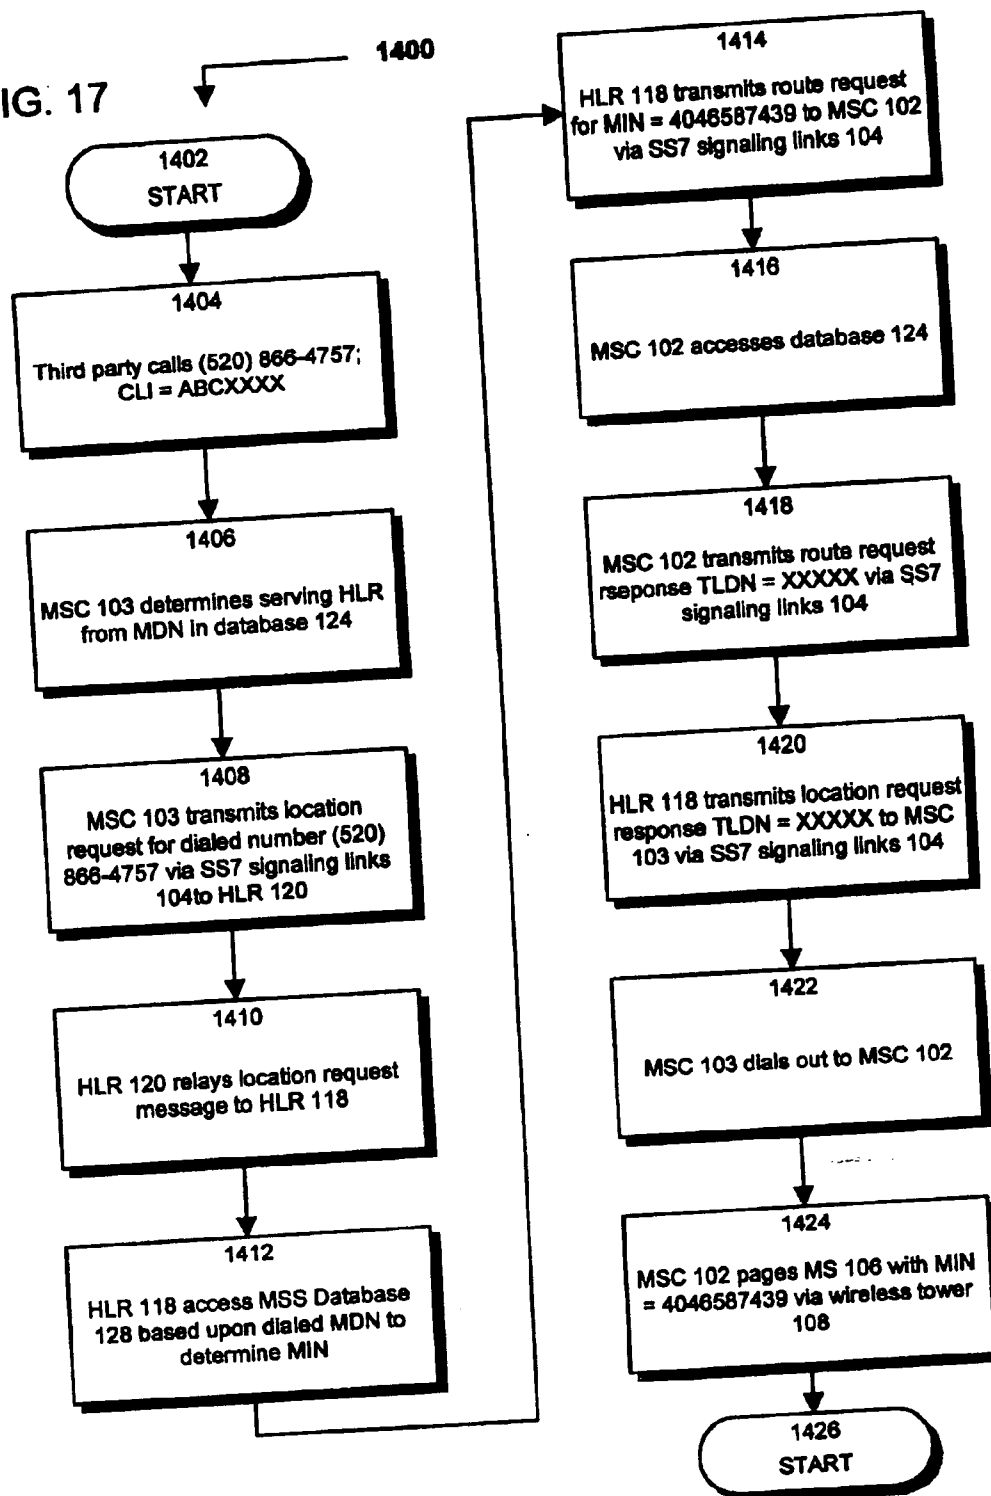 IG. 17
1400
1402
START
1404
Third party calls (520) 866-4757;
CLI = ABCXXXX
1406
MSC 103 determines serving HLR
from MDN in database 124
1408
MSC 103 transmits location
request for dialed number (520)
866-4757 via SS7 signaling links
104to HLR 120
1410
HLR 120 relays location request
message to HLR 118
1412
HLR 118 access MSS Database
128 based upon dialed MDN to
determine MIN
1414
HLR 118 transmits route request
for MIN = 4046587439 to MSC 102
via SS7 signaling links 104
1416
MSC 102 accesses database 124
1418
MSC 102 transmits route request
rseponse TLDN = XXXXX via SS7
signaling links 104
1420
HLR 118 transmits location request
response TLDN = XXXXX to MSC
103 via SS7 signaling links 104
1422
MSC 103 dials out to MSC 102
1424
MSC 102 pages MS 106 with MIN
= 4046587439 via wireless tower
108
1426
START